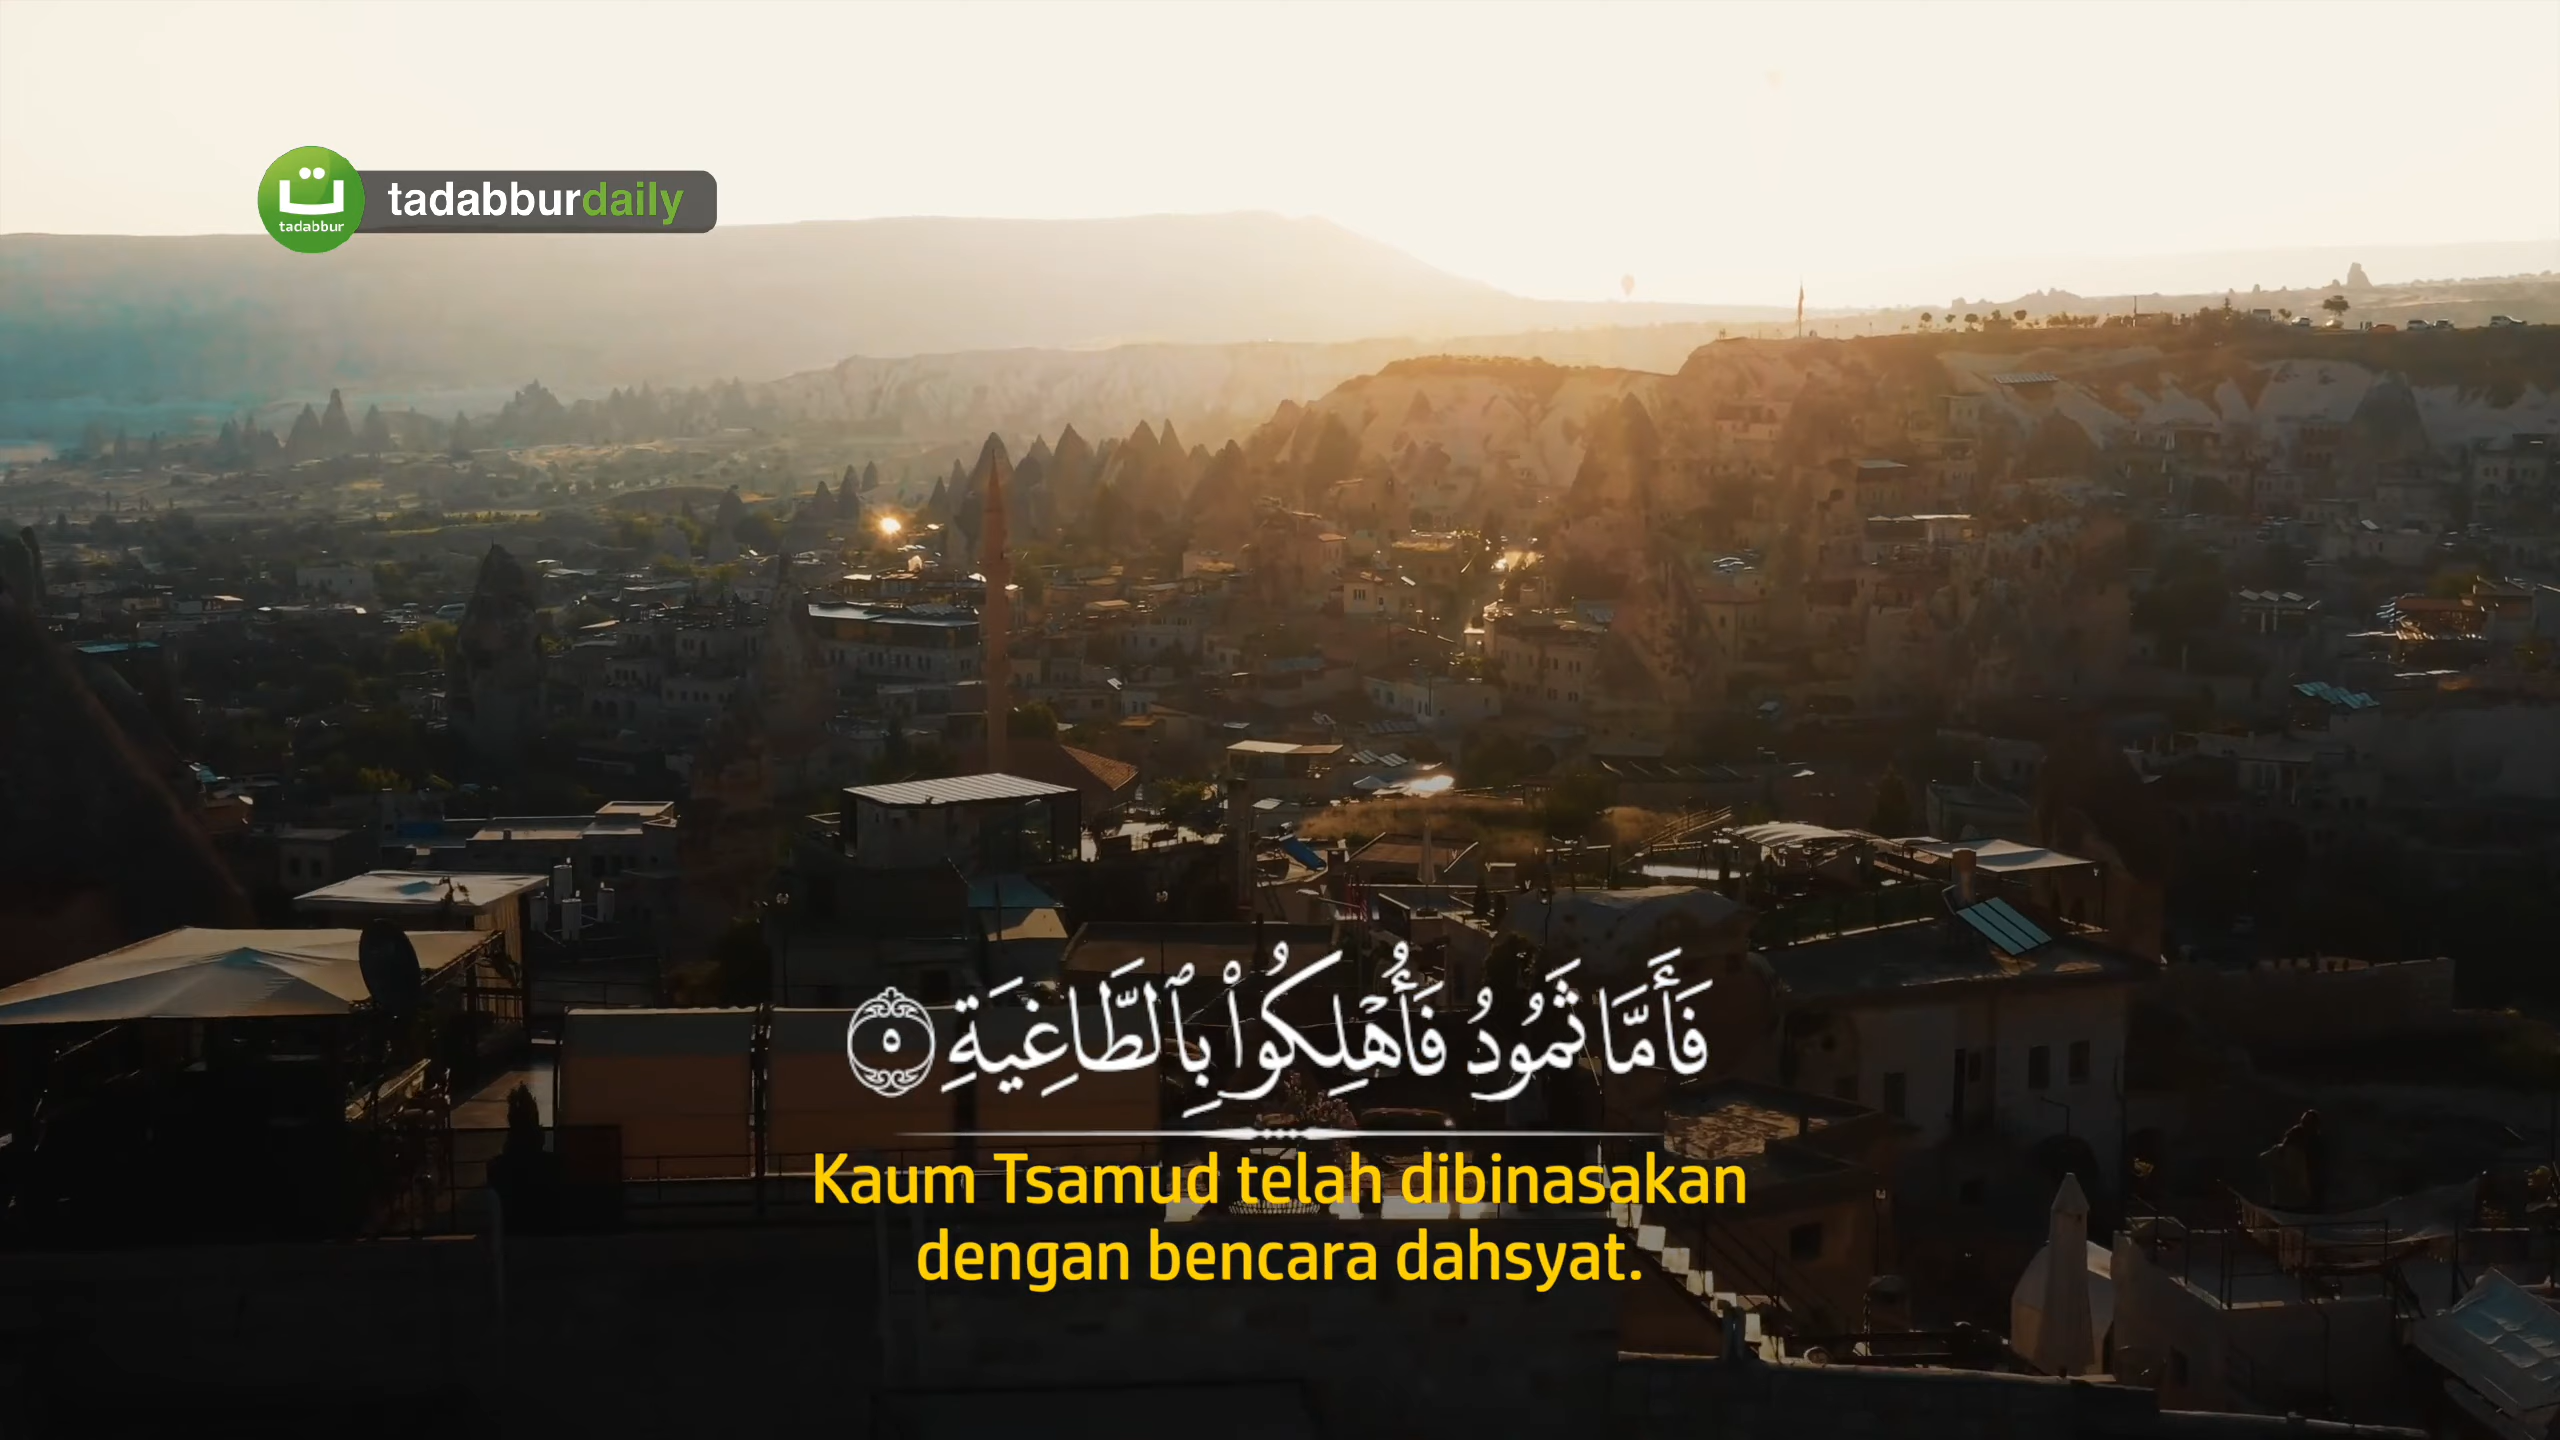 tadabbur
tadabburdaily
فَأَمَّا ثَمُودُ فَأُهْلِكُوا۟ بِٱلطَّاغِيَةِ ٥
Kaum Tsamud telah dibinasakan
dengan bencara dahsyat.